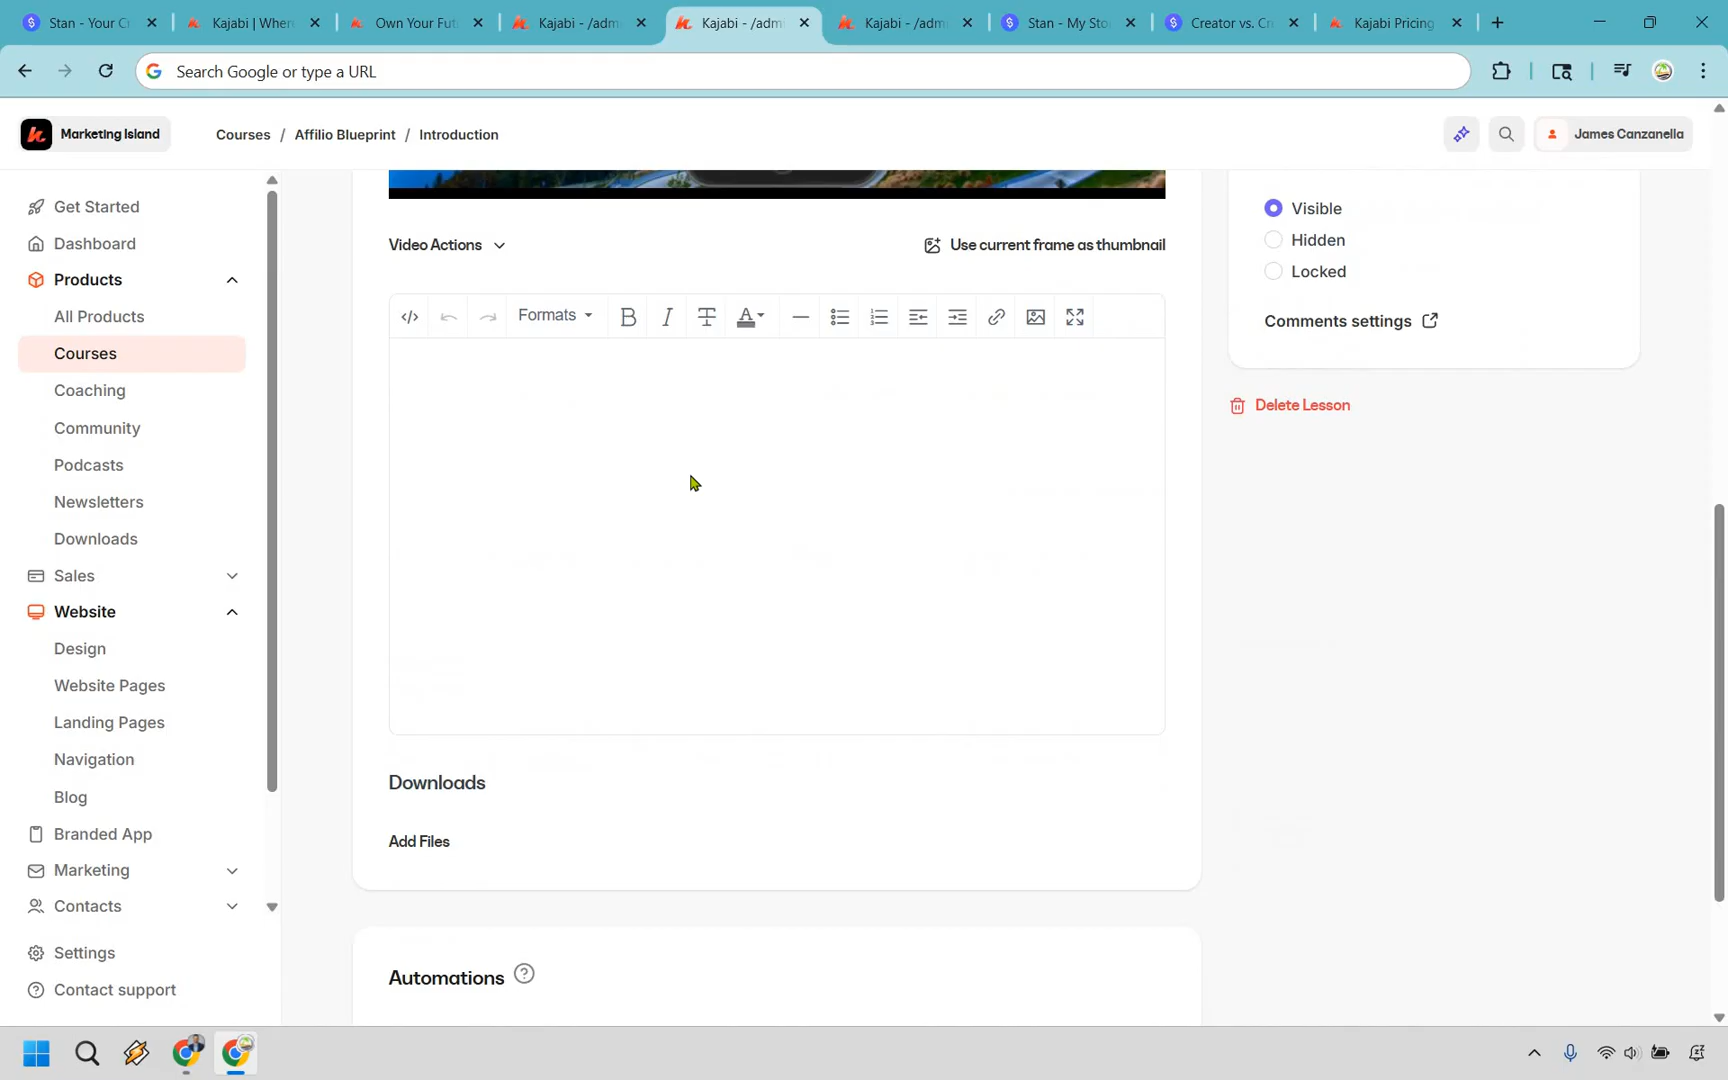 Stan - Your C
Kajabi | Wher
Own Your Fut
Kajabi - /adm
Kajabi - /admi
Kajabi - /adm
Stan - My Sto
Creator vs. Cr
Kajabi Pricing
Search Google or type a URL
Marketing Island
Courses / Affilio Blueprint / Introduction
James Canzanella
Get Started
Dashboard
Products
All Products
Courses
Coaching
Community
Podcasts
Newsletters
Downloads
Sales
Website
Design
Website Pages
Landing Pages
Navigation
Blog
Branded App
Marketing
Contacts
Settings
Contact support
Video Actions
Use current frame as thumbnail
Formats
Downloads
Add Files
Automations
Visible
Hidden
Locked
Comments settings
Delete Lesson